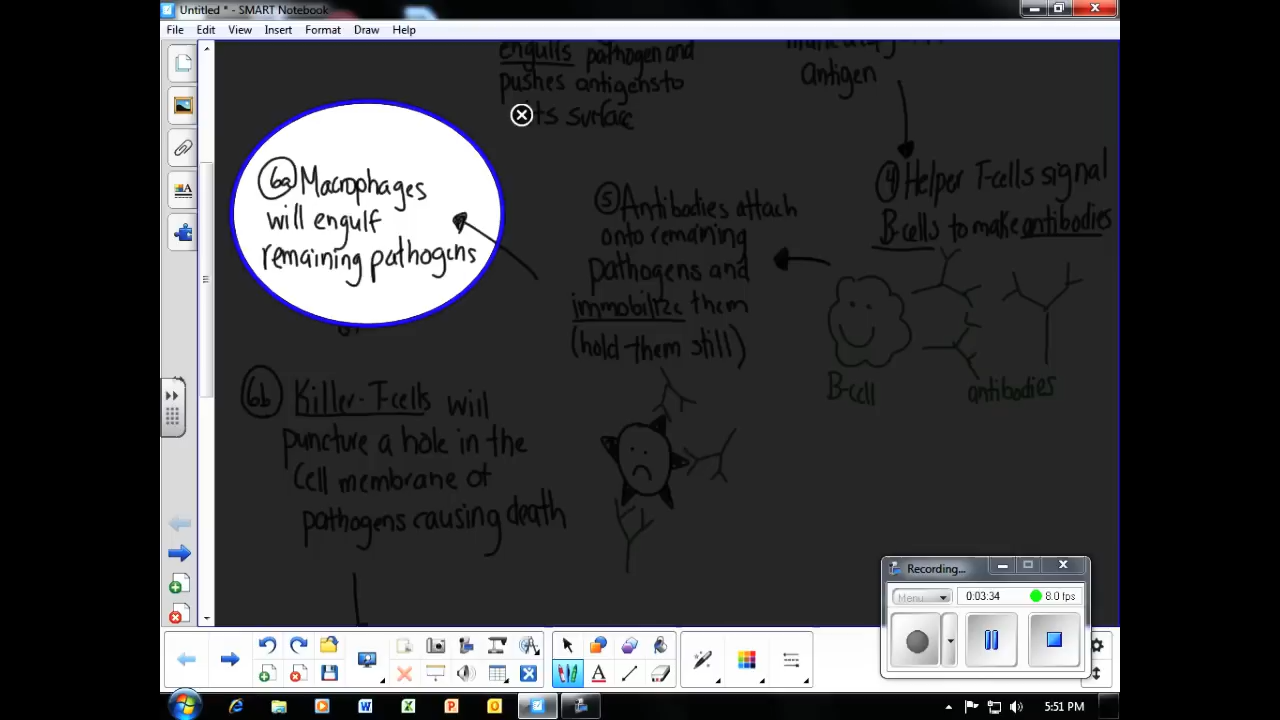 Untitled * - SMART Notebook
File Edit View Insert Format Draw Help
engulfs pathogen and
pushes antigens to
its surface
antigen
6a Macrophages
will engulf
remaining pathogens
5 Antibodies attach
onto remaining
pathogens and
immobilize them
(hold them still)
4 Helper T-cells signal
B-cells to make antibodies
B-cell
antibodies
or
6b Killer T-cells will
puncture a hole in the
cell membrane of
pathogens causing death
Recording...
Menu
0:03:34
8.0 fps
5:51 PM